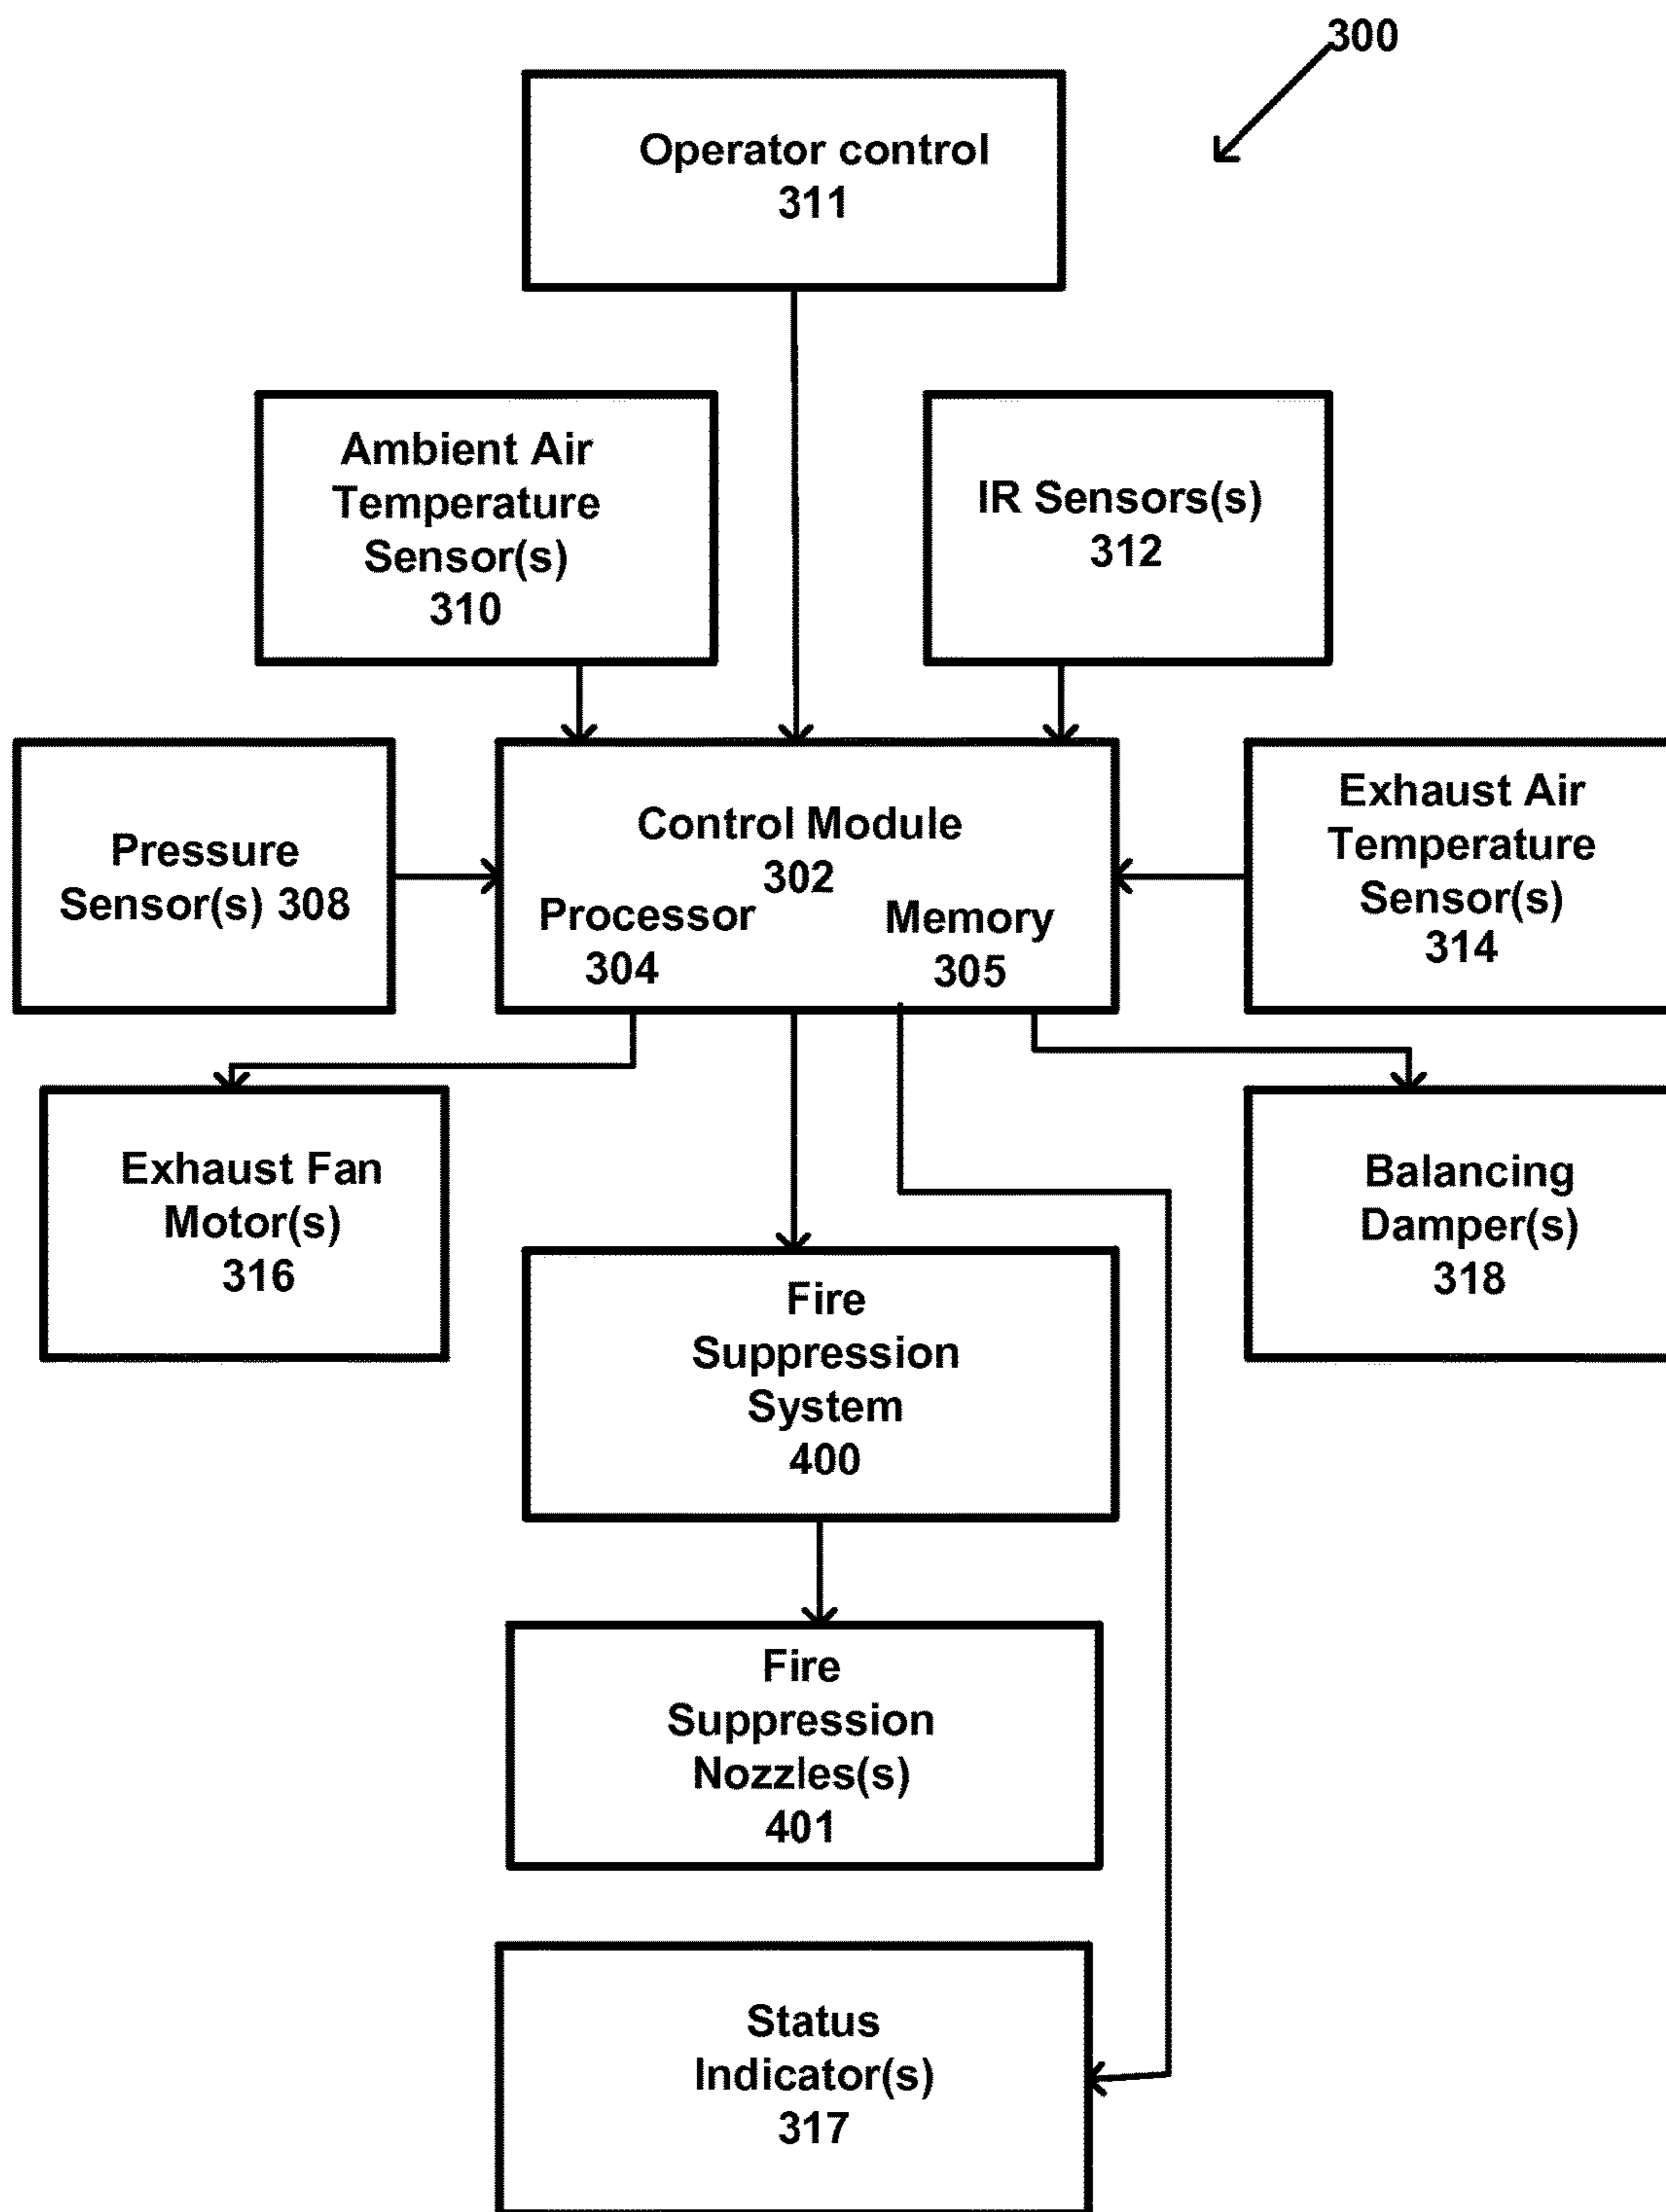 300
Operator control
311
Ambient Air
Temperature
Sensor(s)
310
IR Sensors(s)
312
Pressure
Sensor(s) 308
Control Module
302
Processor
304
Memory
305
Exhaust Air
Temperature
Sensor(s)
314
Exhaust Fan
Motor(s)
316
Balancing
Damper(s)
318
Fire
Suppression
System
400
Fire
Suppression
Nozzles(s)
401
Status
Indicator(s)
317